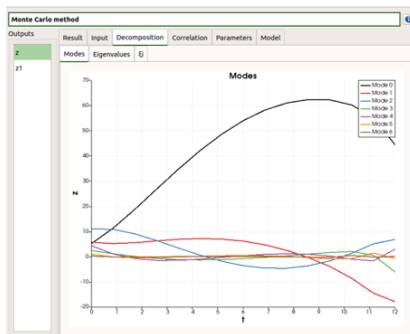 Monte Carlo method
Outputs
z
z1
Result Input Decomposition Correlation Parameters Model
Modes Eigenvalues ξi
Modes
Mode 0
Mode 1
Mode 2
Mode 3
Mode 4
Mode 5
Mode 6
70
60
50
40
30
20
10
0
-10
-20
z
0 1 2 3 4 5 6 7 8 9 10 11 12
t